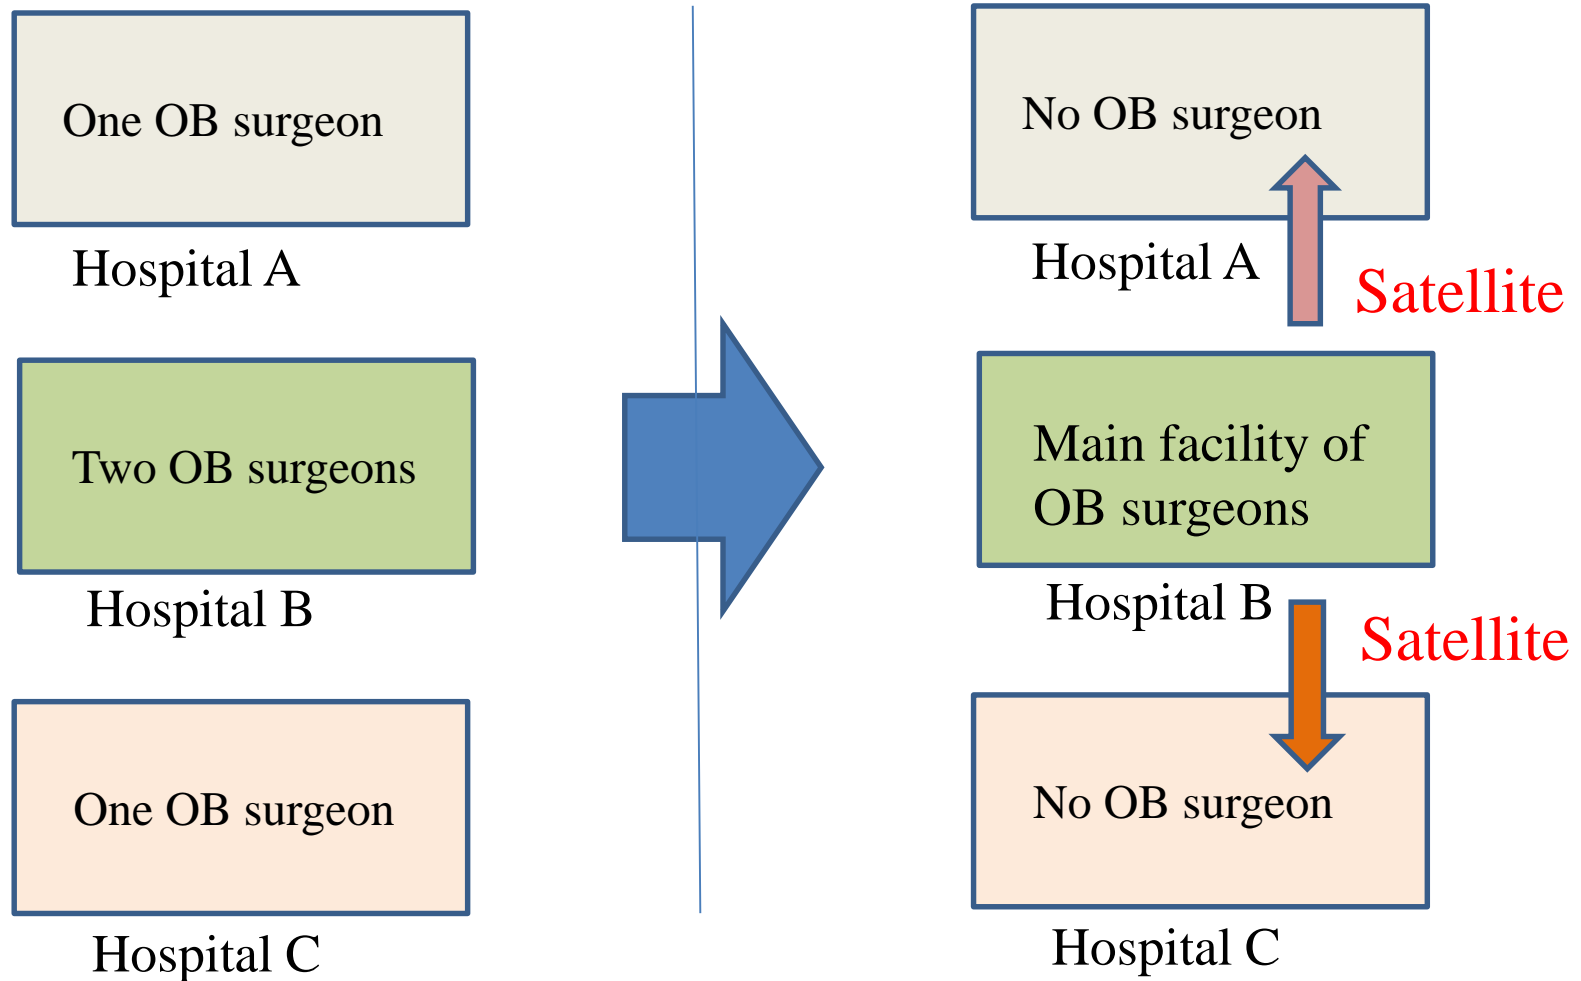 One OB surgeon
Hospital A
Two OB surgeons
Hospital B
One OB surgeon
Hospital C
No OB surgeon
Hospital A
Satellite
Main facility of
OB surgeons
Hospital B
Satellite
No OB surgeon
Hospital C